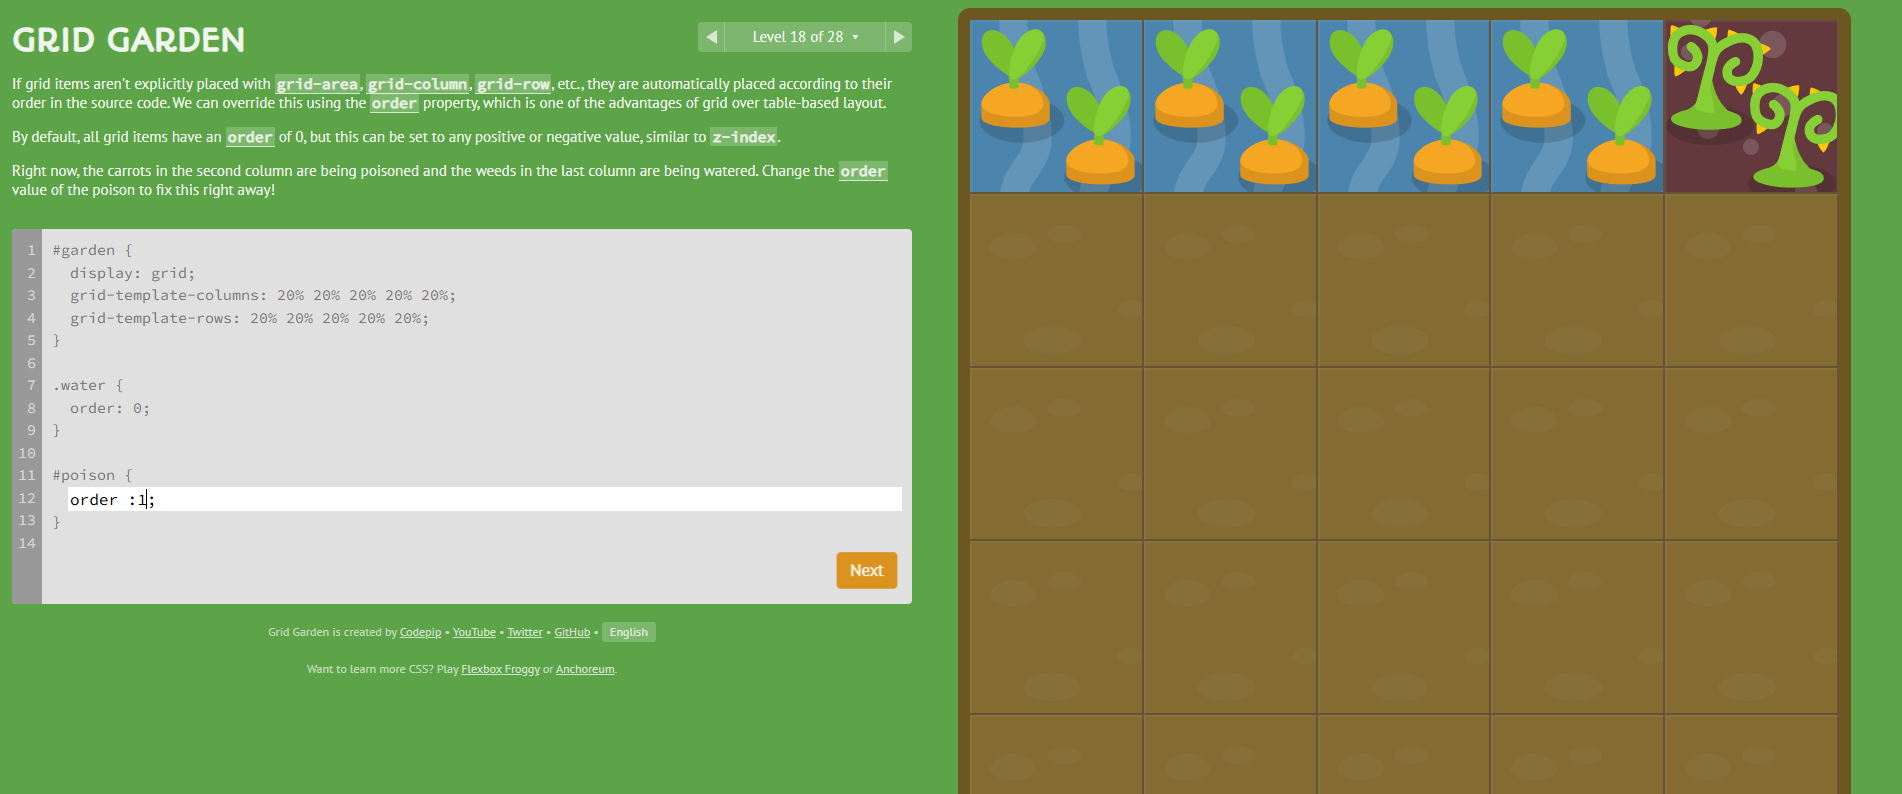 GRID GARDEN
◀ Level 18 of 28 ▾ ▶
If grid items aren't explicitly placed with grid-area, grid-column, grid-row, etc., they are automatically placed according to their
order in the source code. We can override this using the order property, which is one of the advantages of grid over table-based layout.
By default, all grid items have an order of 0, but this can be set to any positive or negative value, similar to z-index.
Right now, the carrots in the second column are being poisoned and the weeds in the last column are being watered. Change the order
value of the poison to fix this right away!
1 #garden {
2 display: grid;
3 grid-template-columns: 20% 20% 20% 20% 20%;
4 grid-template-rows: 20% 20% 20% 20% 20%;
5 }
6
7 .water {
8 order: 0;
9 }
10
11 #poison {
12 order :1;
13 }
14
Next
Grid Garden is created by Codepip • YouTube • Twitter • GitHub • English
Want to learn more CSS? Play Flexbox Froggy or Anchoreum.